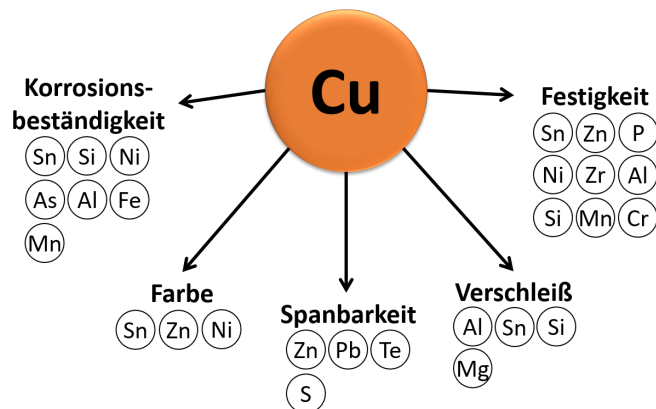 Cu
Korrosions-
beständigkeit
Sn Si Ni
As Al Fe
Mn
Farbe
Sn Zn Ni
Spanbarkeit
Zn Pb Te
S
Verschleiß
Al Sn Si
Mg
Festigkeit
Sn Zn P
Ni Zr Al
Si Mn Cr